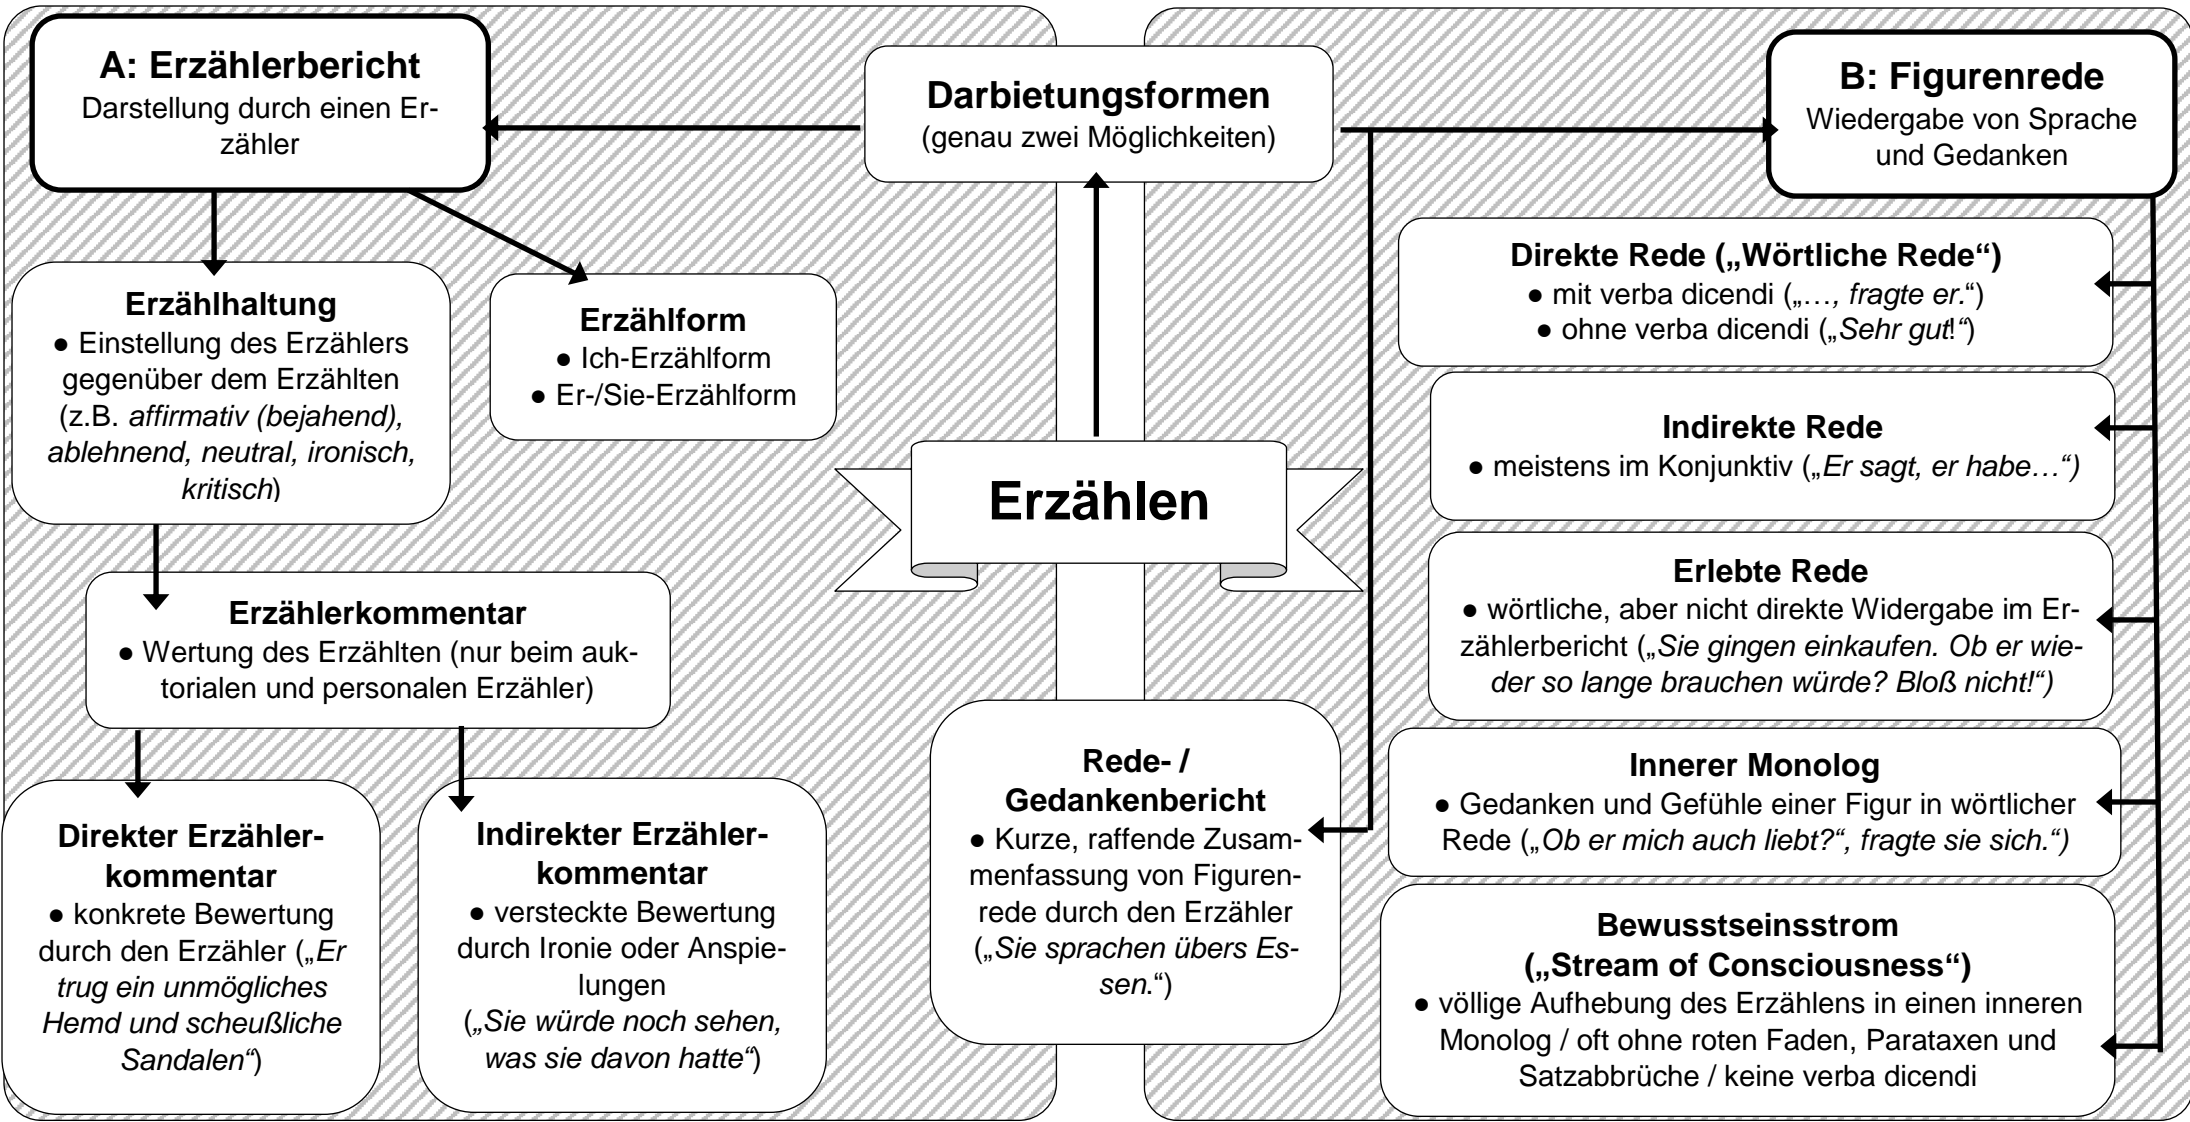 A: Erzählerbericht
Darstellung durch einen Er-
zähler
Darbietungsformen
(genau zwei Möglichkeiten)
B: Figurenrede
Wiedergabe von Sprache
und Gedanken
Erzählhaltung
● Einstellung des Erzählers
gegenüber dem Erzählten
(z.B. affirmativ (bejahend),
ablehnend, neutral, ironisch,
kritisch)
Erzählform
● Ich-Erzählform
● Er-/Sie-Erzählform
Erzählen
Erzählerkommentar
● Wertung des Erzählten (nur beim auk-
torialen und personalen Erzähler)
Direkter Erzähler-
kommentar
● konkrete Bewertung
durch den Erzähler („Er
trug ein unmögliches
Hemd und scheußliche
Sandalen“)
Indirekter Erzähler-
kommentar
● versteckte Bewertung
durch Ironie oder Anspie-
lungen
(„Sie würde noch sehen,
was sie davon hatte“)
Rede- /
Gedankenbericht
● Kurze, raffende Zusam-
menfassung von Figuren-
rede durch den Erzähler
(„Sie sprachen übers Es-
sen.“)
Direkte Rede („Wörtliche Rede“)
● mit verba dicendi („…, fragte er.“)
● ohne verba dicendi („Sehr gut!“)
Indirekte Rede
● meistens im Konjunktiv („Er sagt, er habe…“)
Erlebte Rede
● wörtliche, aber nicht direkte Widergabe im Er-
zählerbericht („Sie gingen einkaufen. Ob er wie-
der so lange brauchen würde? Bloß nicht!“)
Innerer Monolog
● Gedanken und Gefühle einer Figur in wörtlicher
Rede („Ob er mich auch liebt?“, fragte sie sich.“)
Bewusstseinsstrom
(„Stream of Consciousness“)
● völlige Aufhebung des Erzählens in einen inneren
Monolog / oft ohne roten Faden, Parataxen und
Satzabbrüche / keine verba dicendi